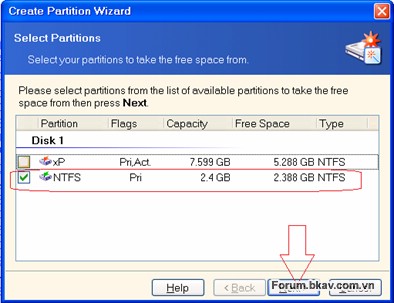 Create Partition Wizard
Select Partitions
Select your partitions to take the free space from.
Please select partitions from the list of available partitions to take the free
space from then press Next.
Partition Flags Capacity Free Space Type
Disk 1
xP Pri,Act. 7.599 GB 5.288 GB NTFS
NTFS Pri 2.4 GB 2.388 GB NTFS
Help < Back
Forum.bkav.com.vn